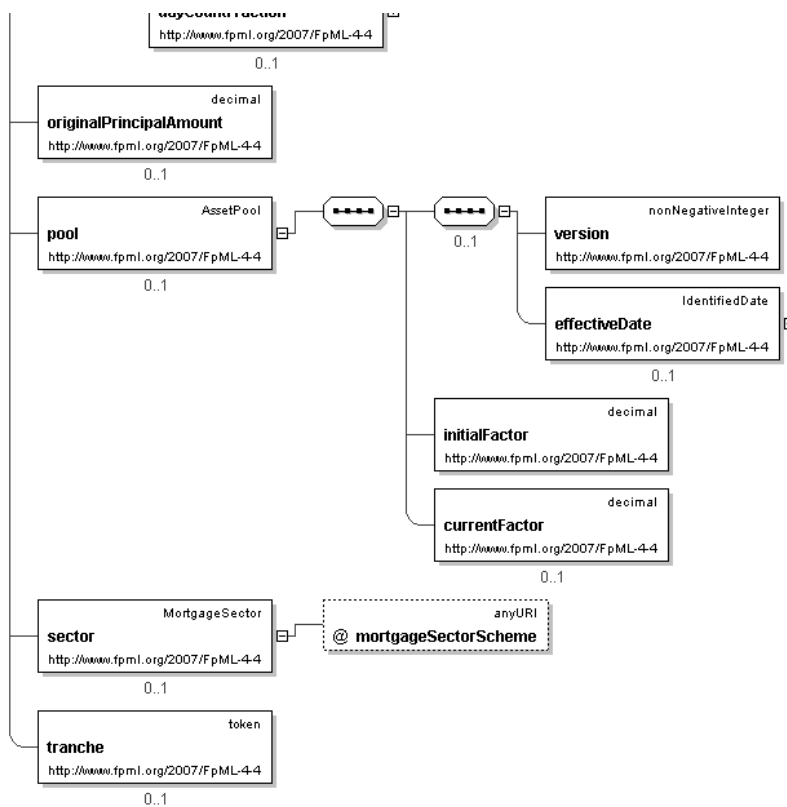 dayCountFraction
http://www.fpml.org/2007/FpML-4-4
0..1
decimal
originalPrincipalAmount
http://www.fpml.org/2007/FpML-4-4
0..1
AssetPool
pool
http://www.fpml.org/2007/FpML-4-4
0..1
0..1
nonNegativeInteger
version
http://www.fpml.org/2007/FpML-4-4
IdentifiedDate
effectiveDate
http://www.fpml.org/2007/FpML-4-4
0..1
decimal
initialFactor
http://www.fpml.org/2007/FpML-4-4
decimal
currentFactor
http://www.fpml.org/2007/FpML-4-4
0..1
MortgageSector
sector
http://www.fpml.org/2007/FpML-4-4
0..1
anyURI
@ mortgageSectorScheme
token
tranche
http://www.fpml.org/2007/FpML-4-4
0..1